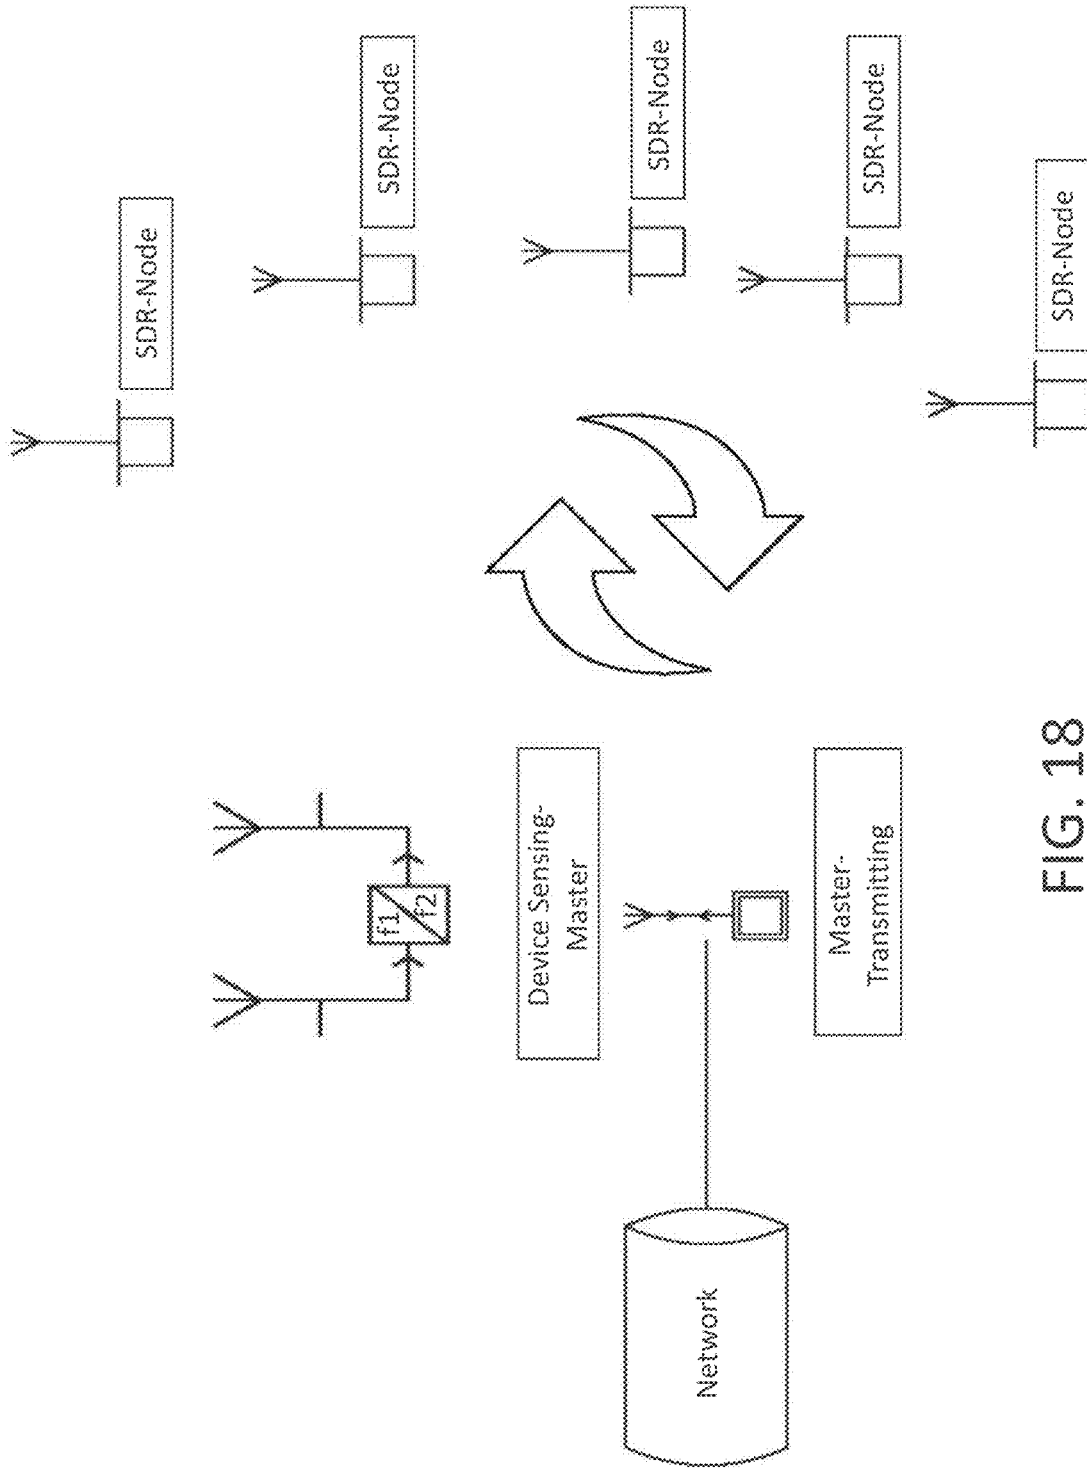 SDR-Node
SDR-Node
SDR-Node
SDR-Node
SDR-Node
f1
f2
Device Sensing-
Master
Master-
Transmitting
Network
FIG. 18